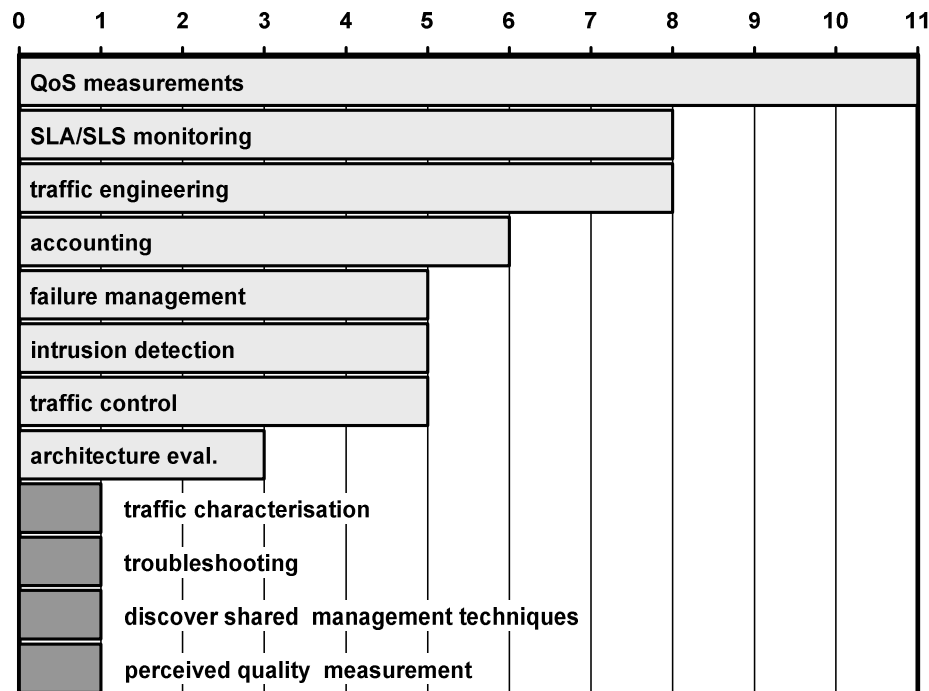 0 1 2 3 4 5 6 7 8 9 10 11
QoS measurements
SLA/SLS monitoring
traffic engineering
accounting
failure management
intrusion detection
traffic control
architecture eval.
traffic characterisation
troubleshooting
discover shared  management techniques
perceived quality  measurement